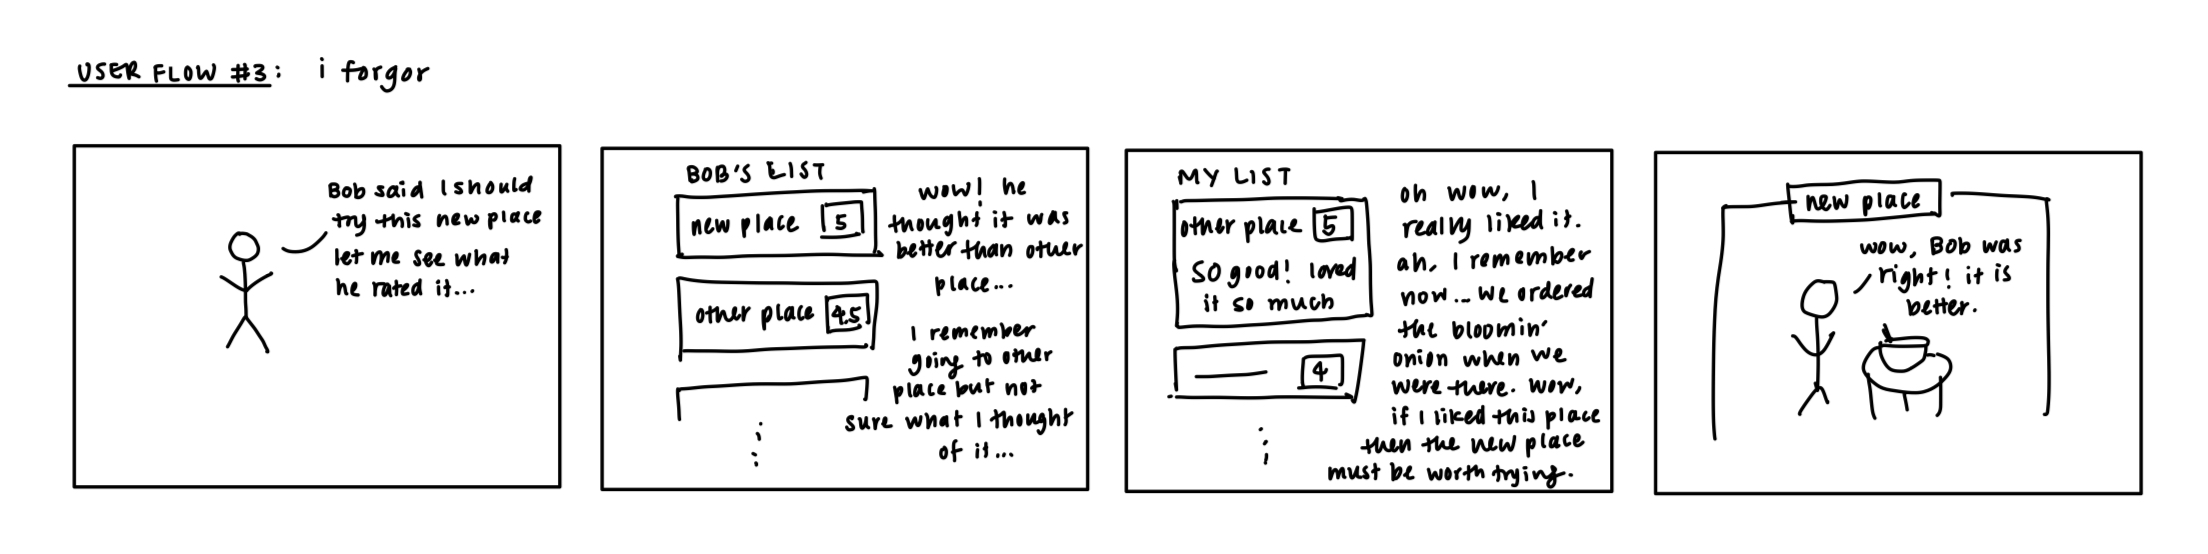 USER FLOW #3: i forgor
Bob said I should
try this new place
let me see what
he rated it...
BOB'S LIST
new place 5
other place 4.5
wow! he
thought it was
better than other
place...
I remember
going to other
place but not
sure what I thought
of it...
MY LIST
other place 5
SO good! loved
it so much
4
oh wow, I
really liked it.
ah, I remember
now... we ordered
the bloomin'
onion when we
were there. wow,
if I liked this place
then the new place
must be worth trying.
new place
wow, Bob was
right! it is
better.